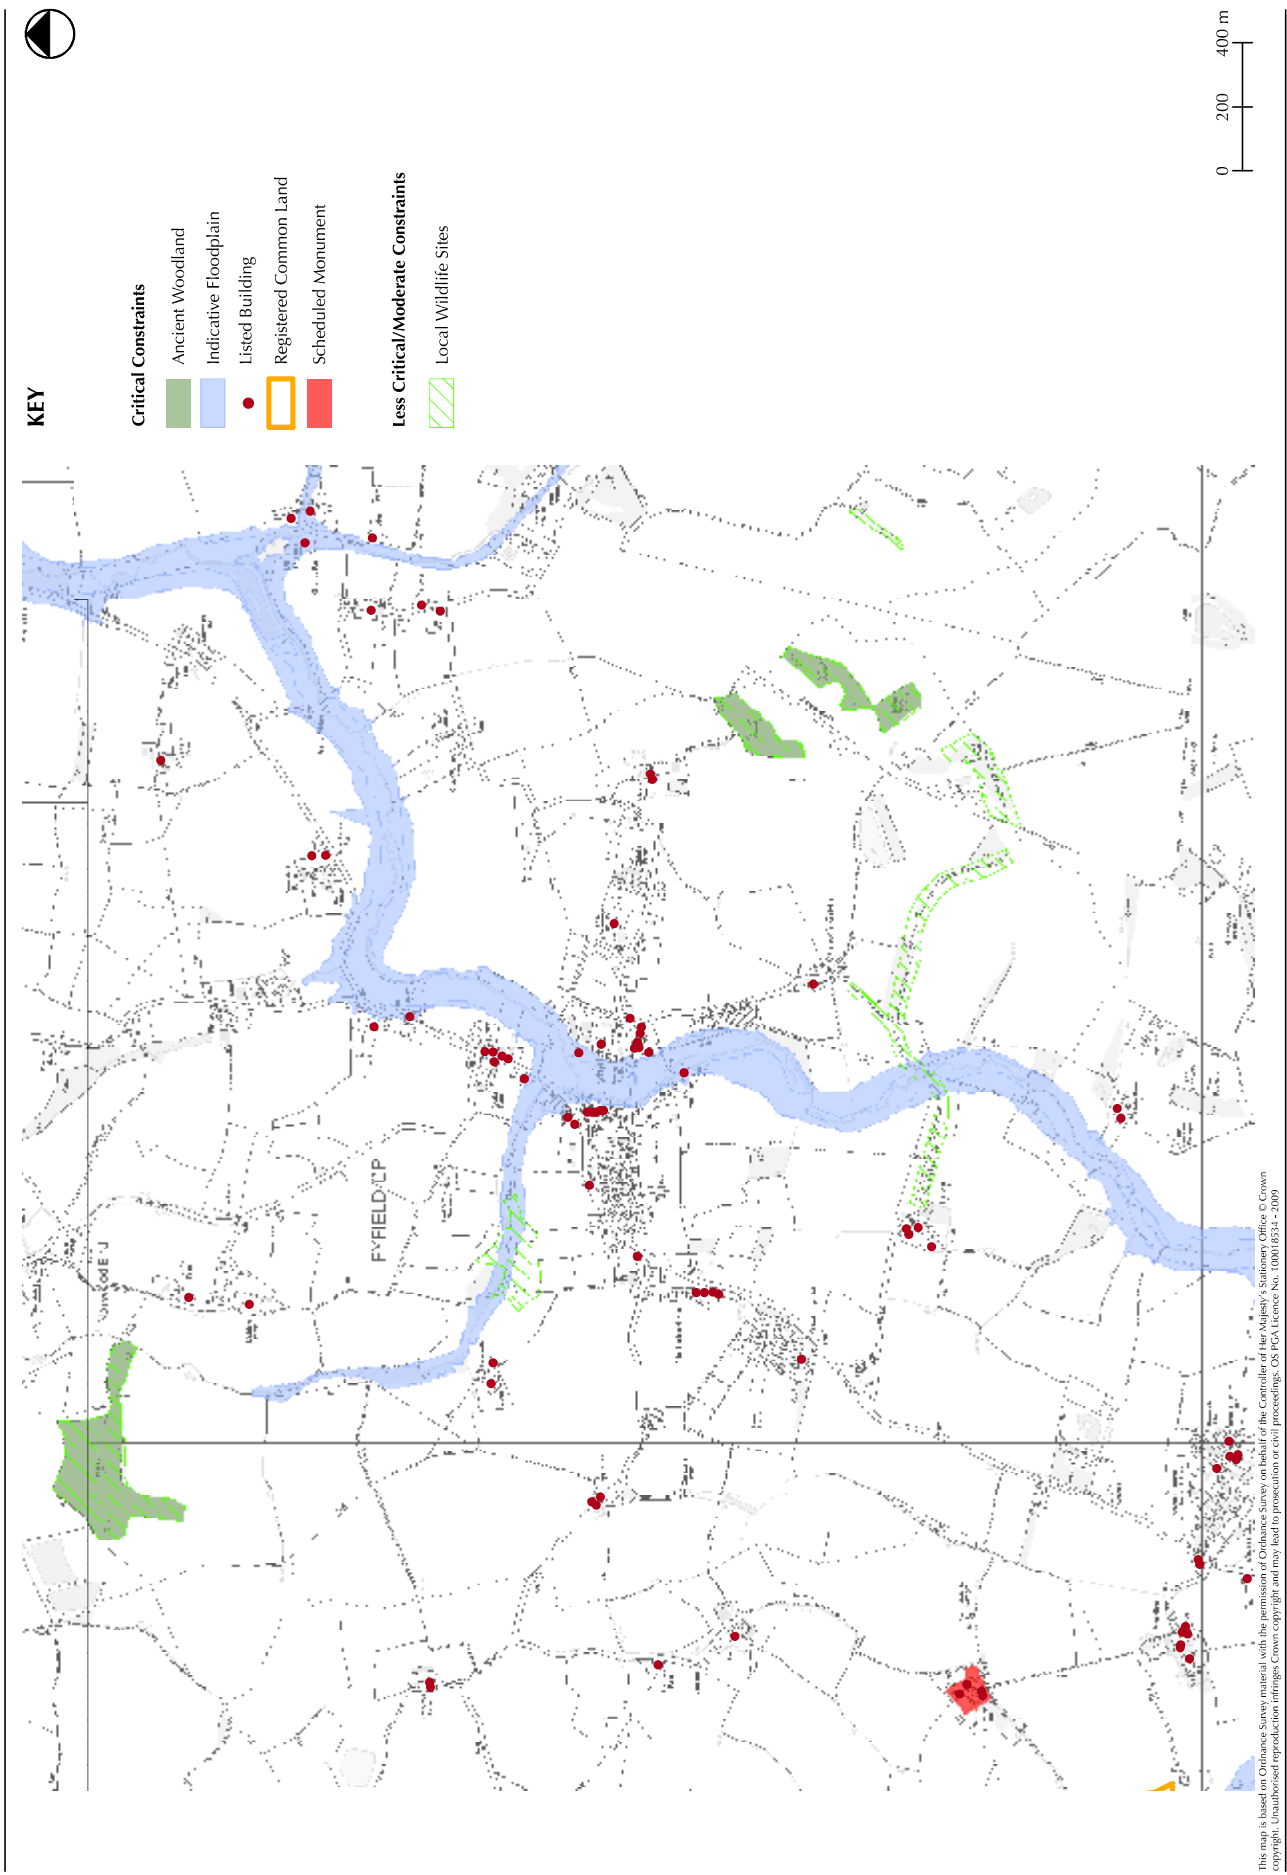 KEY
Critical Constraints
Ancient Woodland
Indicative Floodplain
Listed Building
Registered Common Land
Scheduled Monument
Less Critical/Moderate Constraints
Local Wildlife Sites
0 200 400 m
FYFIELD CP
This map is based on Ordnance Survey material with the permission of Ordnance Survey on behalf of the Controller of Her Majesty's Stationery Office © Crown
copyright. Unauthorised reproduction infringes Crown copyright and may lead to prosecution or civil proceedings. OS PGA Licence No. 100018534 - 2009